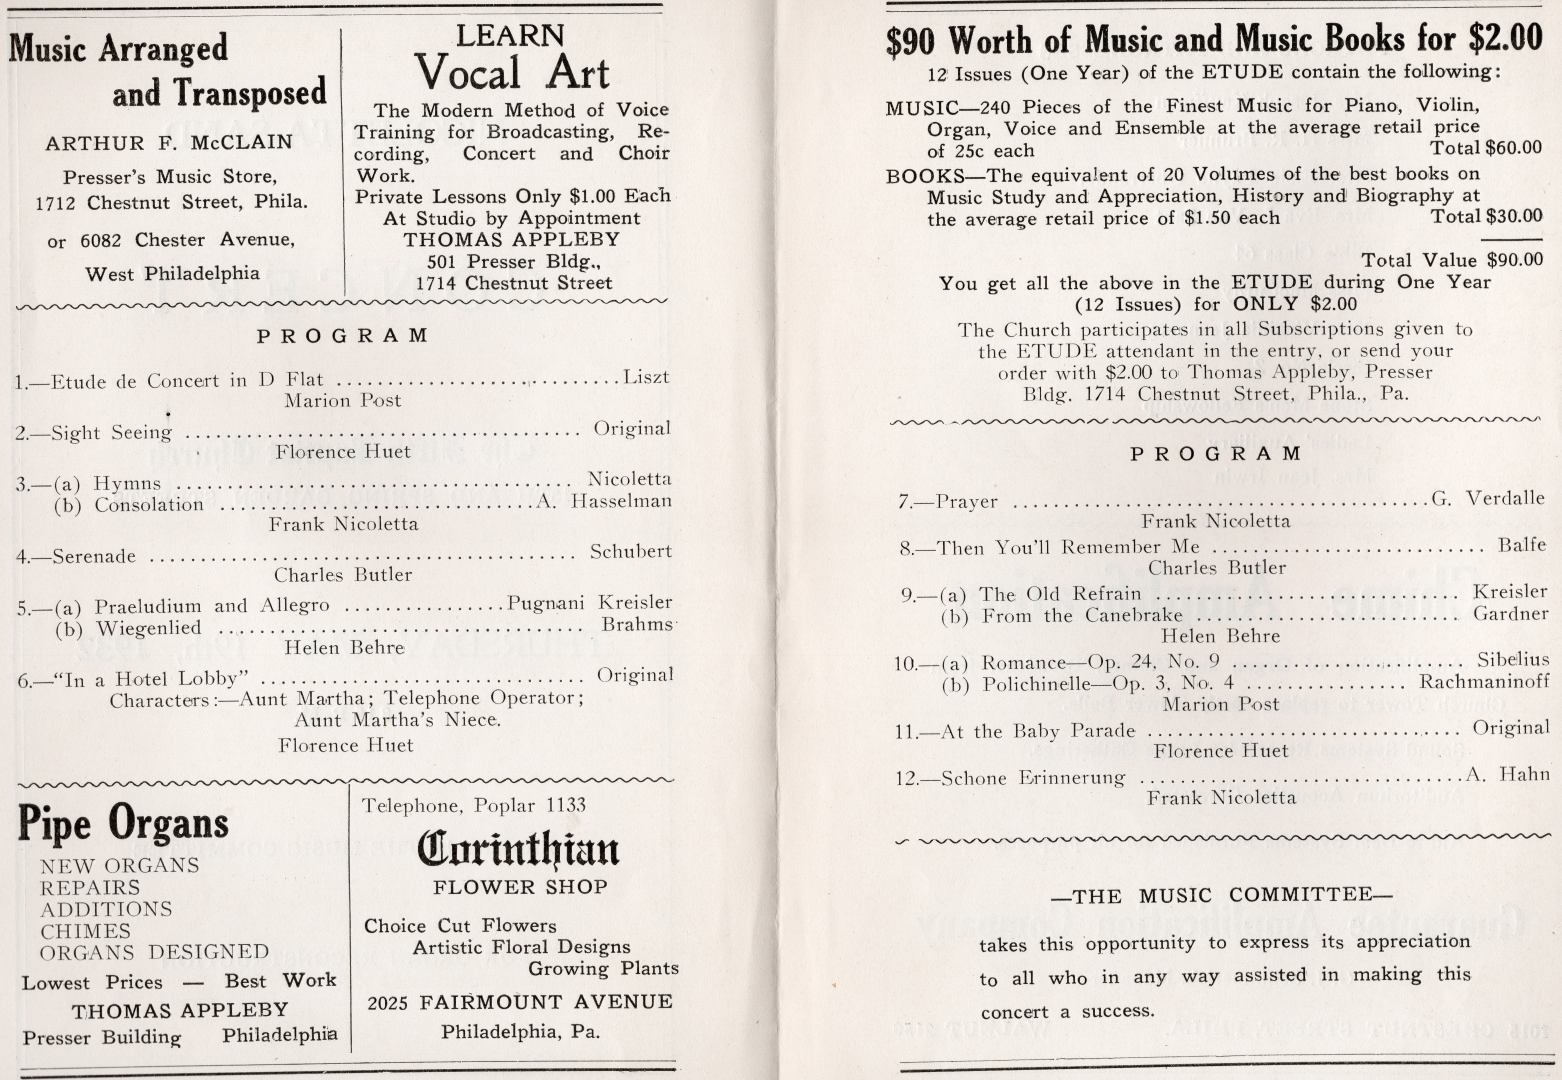 Music Arranged
and Transposed
ARTHUR F. McCLAIN
Presser's Music Store,
1712 Chestnut Street, Phila.
or 6082 Chester Avenue,
West Philadelphia
LEARN
Vocal Art
The Modern Method of Voice
Training for Broadcasting, Re-
cording, Concert and Choir
Work.
Private Lessons Only $1.00 Each
At Studio by Appointment
THOMAS APPLEBY
501 Presser Bldg.,
1714 Chestnut Street
PROGRAM
1.—Etude de Concert in D Flat ............................ Liszt
Marion Post
2.—Sight Seeing ....................................... Original
Florence Huet
3.—(a) Hymns ........................................ Nicoletta
(b) Consolation ............................... A. Hasselman
Frank Nicoletta
4.—Serenade .......................................... Schubert
Charles Butler
5.—(a) Praeludium and Allegro ................ Pugnani Kreisler
(b) Wiegenlied .................................... Brahms
Helen Behre
6.—"In a Hotel Lobby" ................................ Original
Characters:—Aunt Martha; Telephone Operator;
Aunt Martha's Niece.
Florence Huet
Pipe Organs
NEW ORGANS
REPAIRS
ADDITIONS
CHIMES
ORGANS DESIGNED
Lowest Prices — Best Work
THOMAS APPLEBY
Presser Building Philadelphia
Telephone, Poplar 1133
Corinthian
FLOWER SHOP
Choice Cut Flowers
Artistic Floral Designs
Growing Plants
2025 FAIRMOUNT AVENUE
Philadelphia, Pa.
$90 Worth of Music and Music Books for $2.00
12 Issues (One Year) of the ETUDE contain the following:
MUSIC—240 Pieces of the Finest Music for Piano, Violin,
Organ, Voice and Ensemble at the average retail price
of 25c each Total $60.00
BOOKS—The equivalent of 20 Volumes of the best books on
Music Study and Appreciation, History and Biography at
the average retail price of $1.50 each Total $30.00
Total Value $90.00
You get all the above in the ETUDE during One Year
(12 Issues) for ONLY $2.00
The Church participates in all Subscriptions given to
the ETUDE attendant in the entry, or send your
order with $2.00 to Thomas Appleby, Presser
Bldg. 1714 Chestnut Street, Phila., Pa.
PROGRAM
7.—Prayer ......................................... G. Verdalle
Frank Nicoletta
8.—Then You'll Remember Me ........................... Balfe
Charles Butler
9.—(a) The Old Refrain ............................... Kreisler
(b) From the Canebrake .......................... Gardner
Helen Behre
10.—(a) Romance—Op. 24, No. 9 ....................... Sibelius
(b) Polichinelle—Op. 3, No. 4 ................ Rachmaninoff
Marion Post
11.—At the Baby Parade ............................... Original
Florence Huet
12.—Schone Erinnerung ................................ A. Hahn
Frank Nicoletta
—THE MUSIC COMMITTEE—
takes this opportunity to express its appreciation
to all who in any way assisted in making this
concert a success.